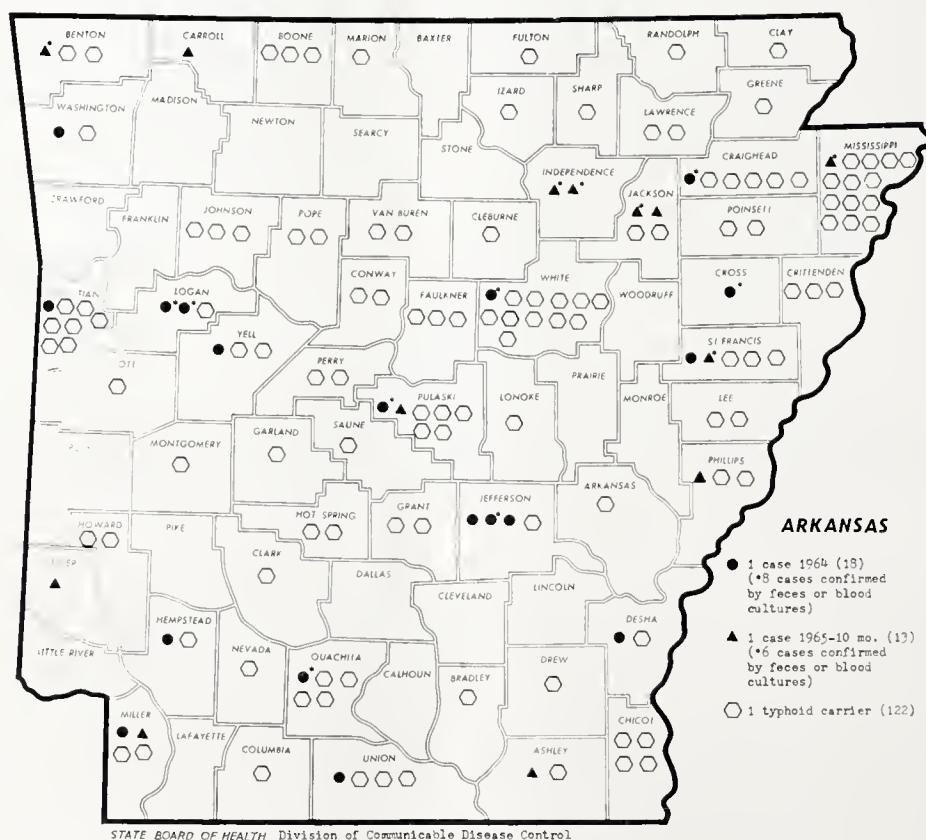 BENTON
CARROLL
BOONE
MARION
BAXTER
FULTON
RANDOLPH
CLAY
WASHINGTON
MADISON
NEWTON
SEARCY
STONE
IZARD
SHARP
LAWRENCE
GREENE
INDEPENDENCE
JACKSON
CRAIGHEAD
MISSISSIPPI
POINSETT
FRANKLIN
JOHNSON
POPE
VAN BUREN
CLEBURNE
LOGAN
CONWAY
FAULKNER
WHITE
WOODRUFF
CROSS
CRITTENDEN
YELL
PERRY
PULASKI
LONOKE
PRAIRIE
MONROE
ST FRANCIS
LEE
PHILLIPS
MONTGOMERY
GARLAND
SALINE
HOT SPRING
GRANT
JEFFERSON
ARKANSAS
HOWARD
PIKE
CLARK
DALLAS
CLEVELAND
LINCOLN
DESHA
HEMPSTEAD
NEVADA
OUACHITA
CALHOUN
BRADLEY
DREW
CHICOT
LITTLE RIVER
MILLER
LAFAYETTE
COLUMBIA
UNION
ASHLEY
ARKANSAS
1 case 1964 (18)
(*8 cases confirmed
by feces or blood
cultures)
1 case 1965-10 mo. (13)
(*6 cases confirmed
by feces or blood
cultures)
1 typhoid carrier (122)
STATE BOARD OF HEALTH Division of Communicable Disease Control